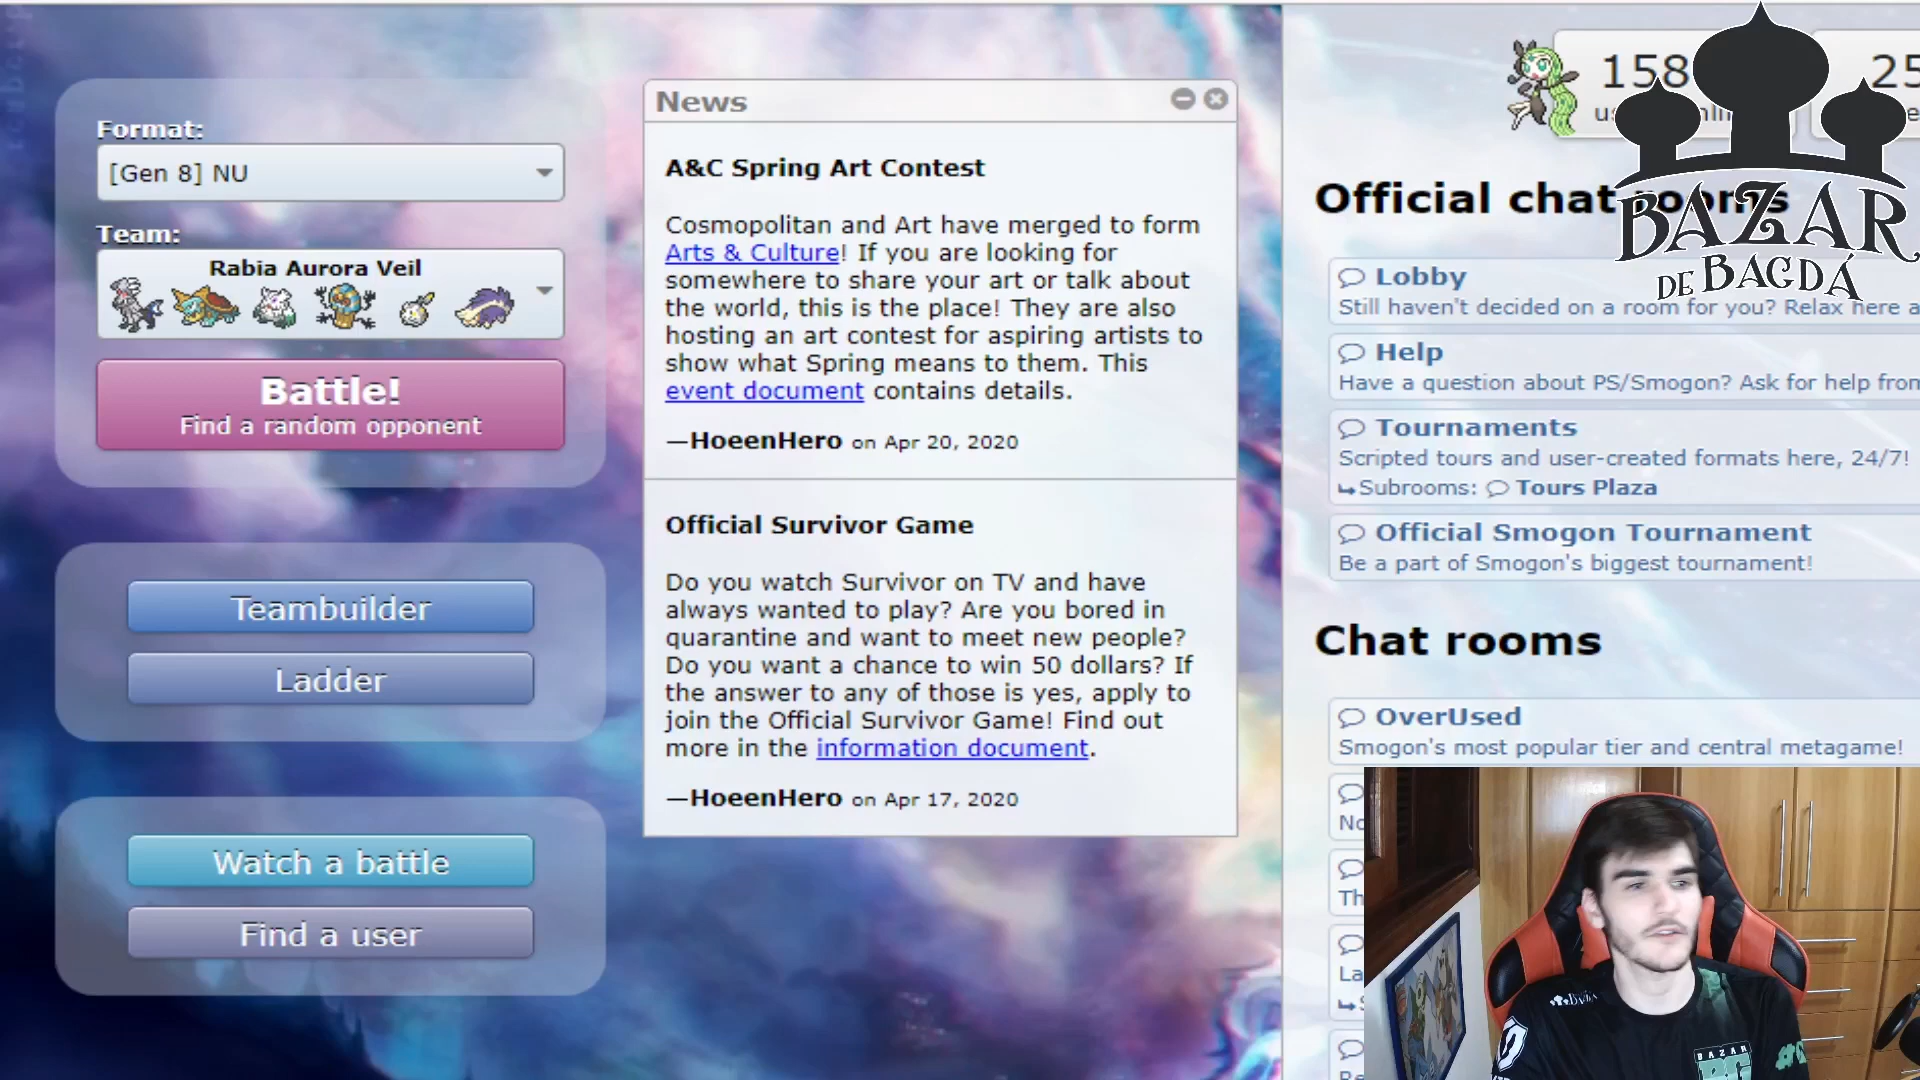 Format:
[Gen 8] NU
Team:
Rabia Aurora Veil
Battle!
Find a random opponent
Teambuilder
Ladder
Watch a battle
Find a user
News
A&C Spring Art Contest
Cosmopolitan and Art have merged to form
Arts & Culture! If you are looking for
somewhere to share your art or talk about
the world, this is the place! They are also
hosting an art contest for aspiring artists to
show what Spring means to them. This
event document contains details.
—HoeenHero on Apr 20, 2020
Official Survivor Game
Do you watch Survivor on TV and have
always wanted to play? Are you bored in
quarantine and want to meet new people?
Do you want a chance to win 50 dollars? If
the answer to any of those is yes, apply to
join the Official Survivor Game! Find out
more in the information document.
—HoeenHero on Apr 17, 2020
158
25
BAZAR
DE BAGDÁ
Official chat rooms
Lobby
Still haven't decided on a room for you? Relax here a
Help
Have a question about PS/Smogon? Ask for help from
Tournaments
Scripted tours and user-created formats here, 24/7!
↳Subrooms: Tours Plaza
Official Smogon Tournament
Be a part of Smogon's biggest tournament!
Chat rooms
OverUsed
Smogon's most popular tier and central metagame!
No
Th
La
BAZAR